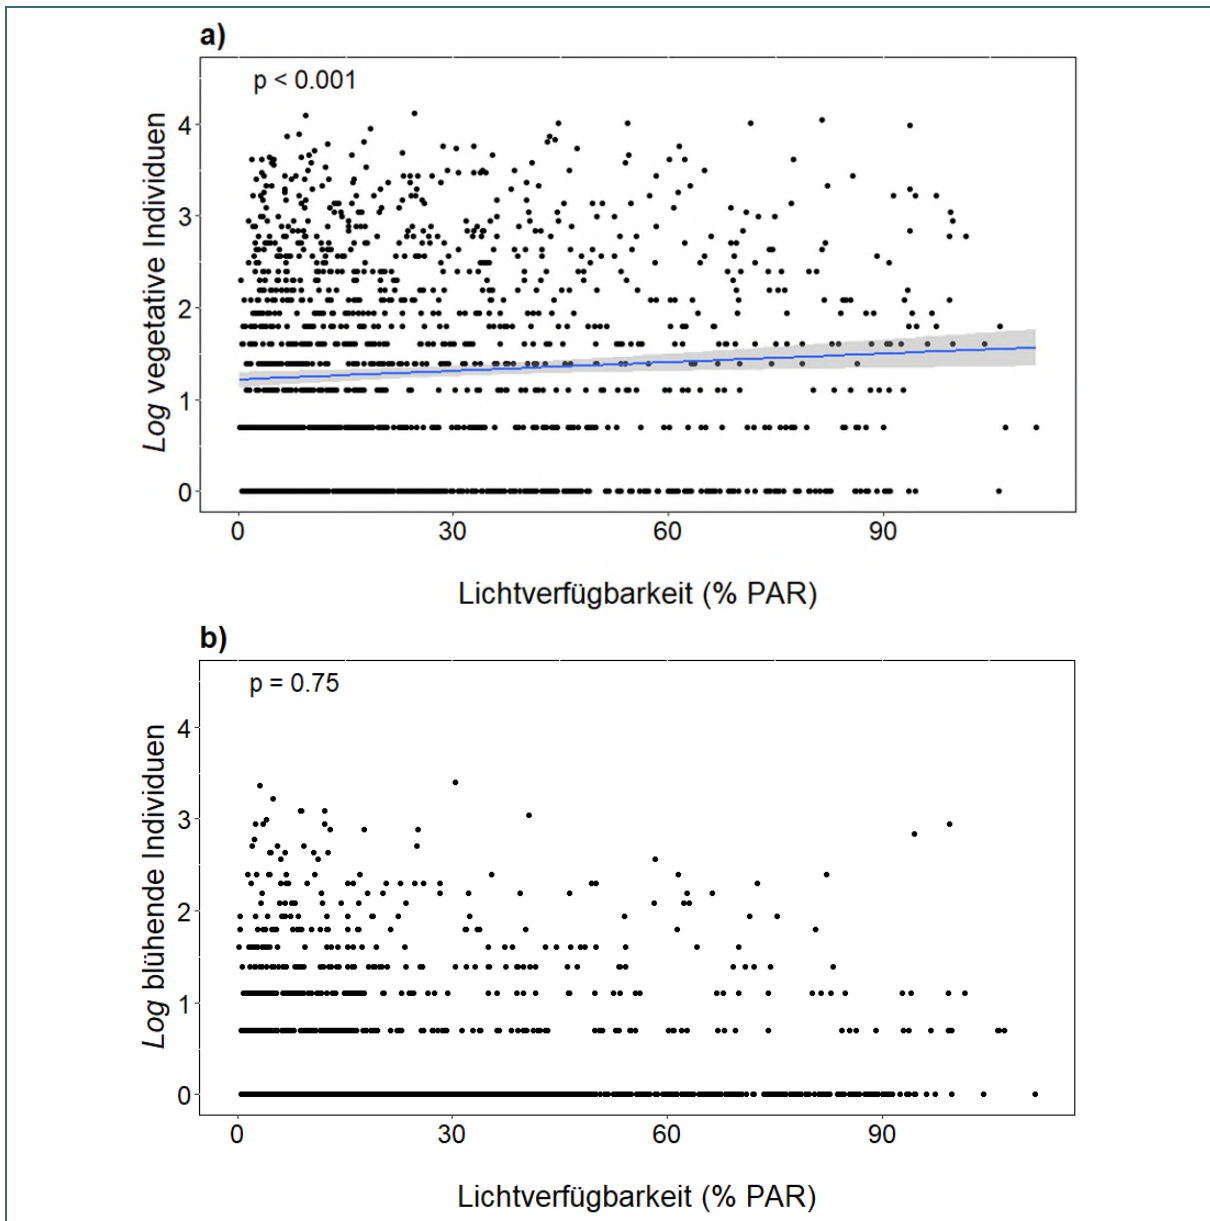 a)
p < 0.001
Log vegetative Individuen
4
3
2
1
0
0 30 60 90
Lichtverfügbarkeit (% PAR)
b)
p = 0.75
Log blühende Individuen
4
3
2
1
0
0 30 60 90
Lichtverfügbarkeit (% PAR)